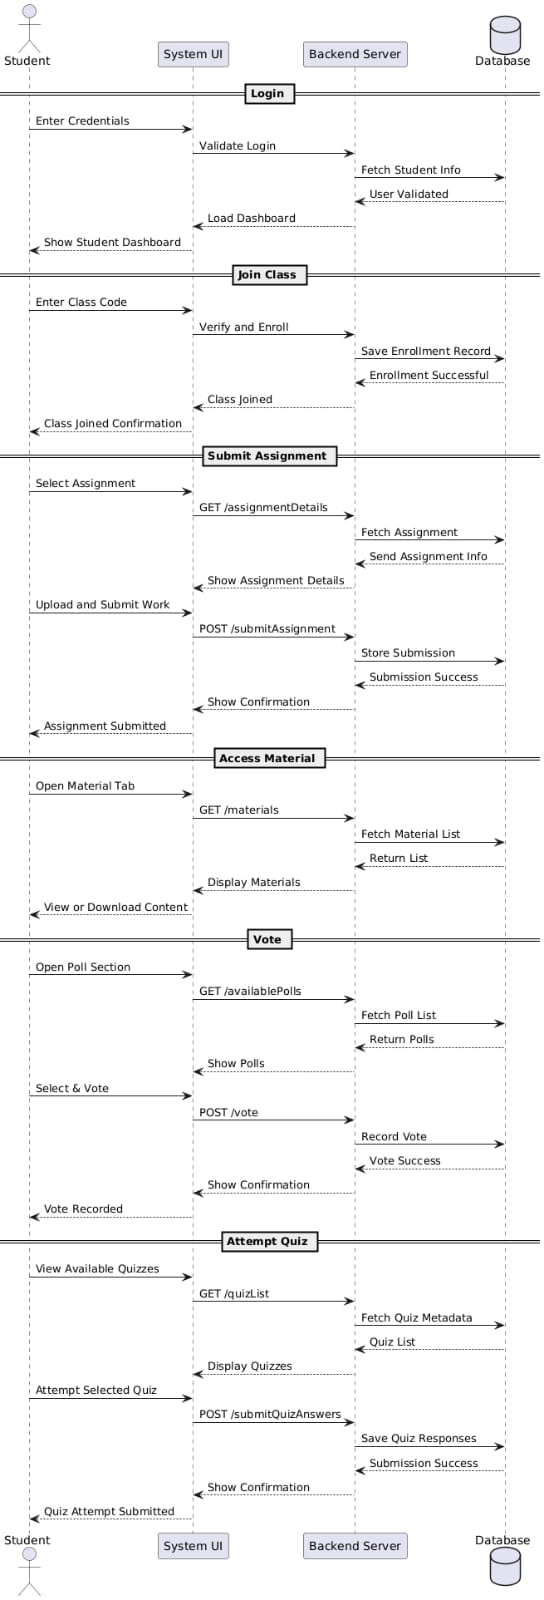 Student
System UI
Backend Server
Database
Login
Enter Credentials
Validate Login
Fetch Student Info
User Validated
Load Dashboard
Show Student Dashboard
Join Class
Enter Class Code
Verify and Enroll
Save Enrollment Record
Enrollment Successful
Class Joined
Class Joined Confirmation
Submit Assignment
Select Assignment
GET /assignmentDetails
Fetch Assignment
Send Assignment Info
Show Assignment Details
Upload and Submit Work
POST /submitAssignment
Store Submission
Submission Success
Show Confirmation
Assignment Submitted
Access Material
Open Material Tab
GET /materials
Fetch Material List
Return List
Display Materials
View or Download Content
Vote
Open Poll Section
GET /availablePolls
Fetch Poll List
Return Polls
Show Polls
Select & Vote
POST /vote
Record Vote
Vote Success
Show Confirmation
Vote Recorded
Attempt Quiz
View Available Quizzes
GET /quizList
Fetch Quiz Metadata
Quiz List
Display Quizzes
Attempt Selected Quiz
POST /submitQuizAnswers
Save Quiz Responses
Submission Success
Show Confirmation
Quiz Attempt Submitted
Student
System UI
Backend Server
Database